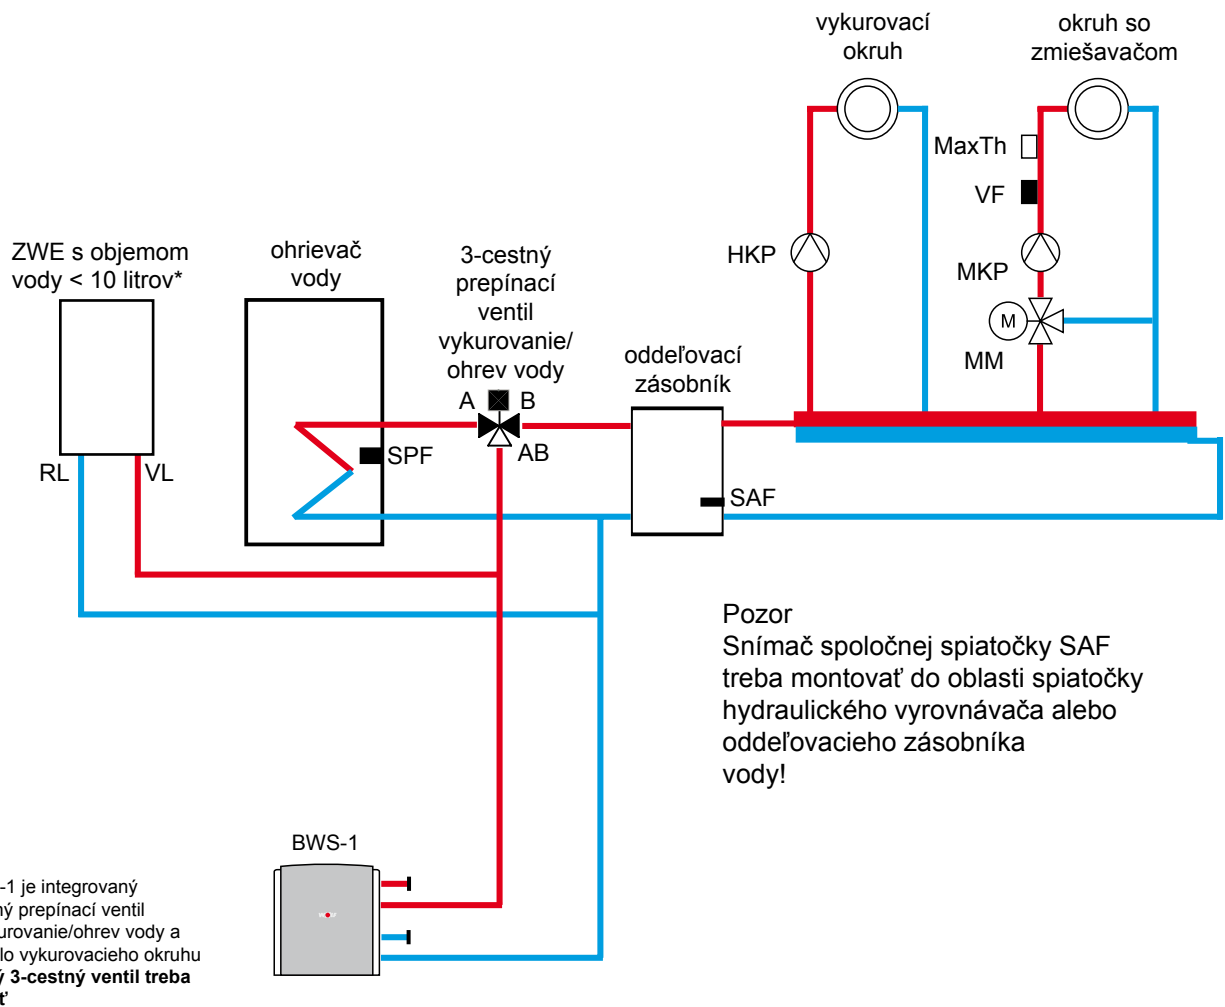 vykurovací
okruh
okruh so
zmiešavačom
MaxTh
VF
HKP
MKP
M
MM
ZWE s objemom
vody < 10 litrov*
ohrievač
vody
3-cestný
prepínací
ventil
vykurovanie/
ohrev vody
oddeľovací
zásobník
A
B
AB
SPF
RL
VL
SAF
Pozor
Snímač spoločnej spiatočky SAF
treba montovať do oblasti spiatočky
hydraulického vyrovnávača alebo
oddeľovacieho zásobníka
vody!
BWS-1
-1 je integrovaný
ný prepínací ventil
urovanie/ohrev vody a
lo vykurovacieho okruhu
ý 3-cestný ventil treba
ť